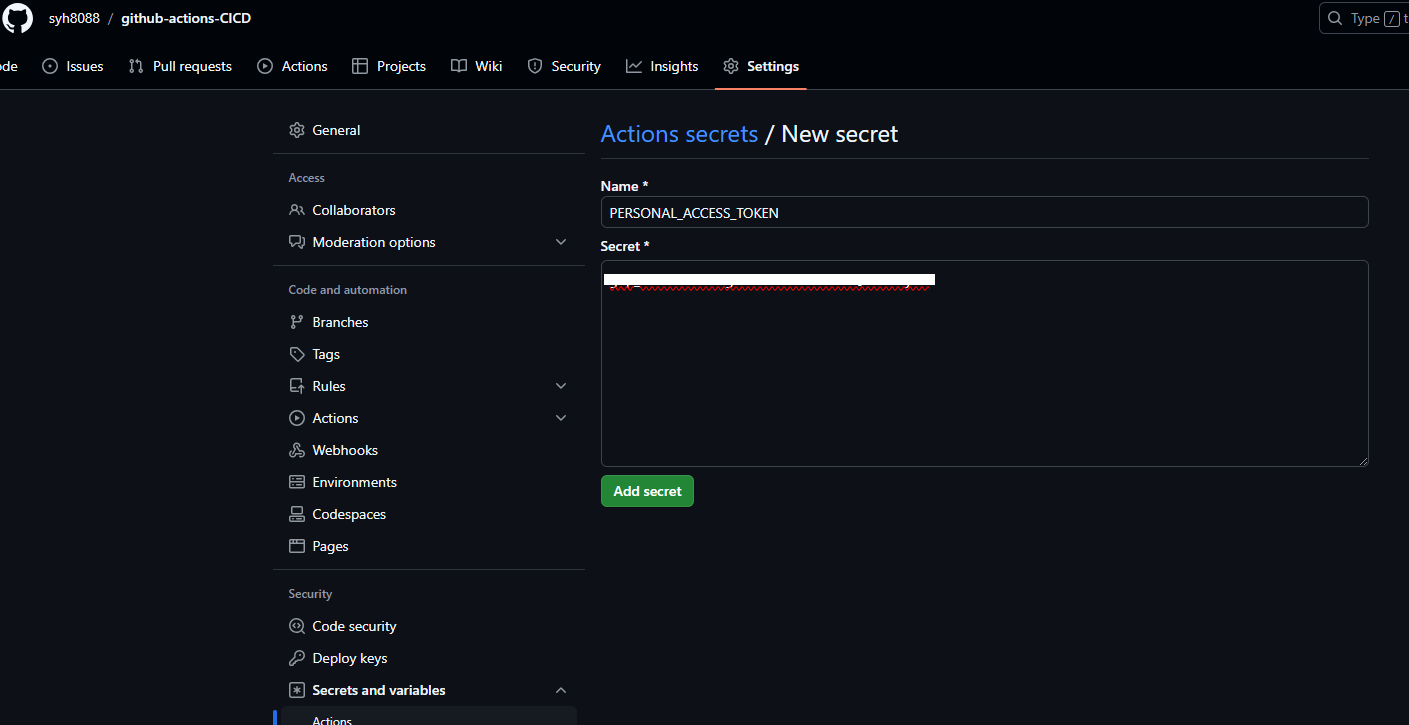 syh8088 / github-actions-CICD
Type / t
de Issues Pull requests Actions Projects Wiki Security Insights Settings
General
Access
Collaborators
Moderation options
Code and automation
Branches
Tags
Rules
Actions
Webhooks
Environments
Codespaces
Pages
Security
Code security
Deploy keys
Secrets and variables
Actions
Actions secrets / New secret
Name *
PERSONAL_ACCESS_TOKEN
Secret *
Add secret